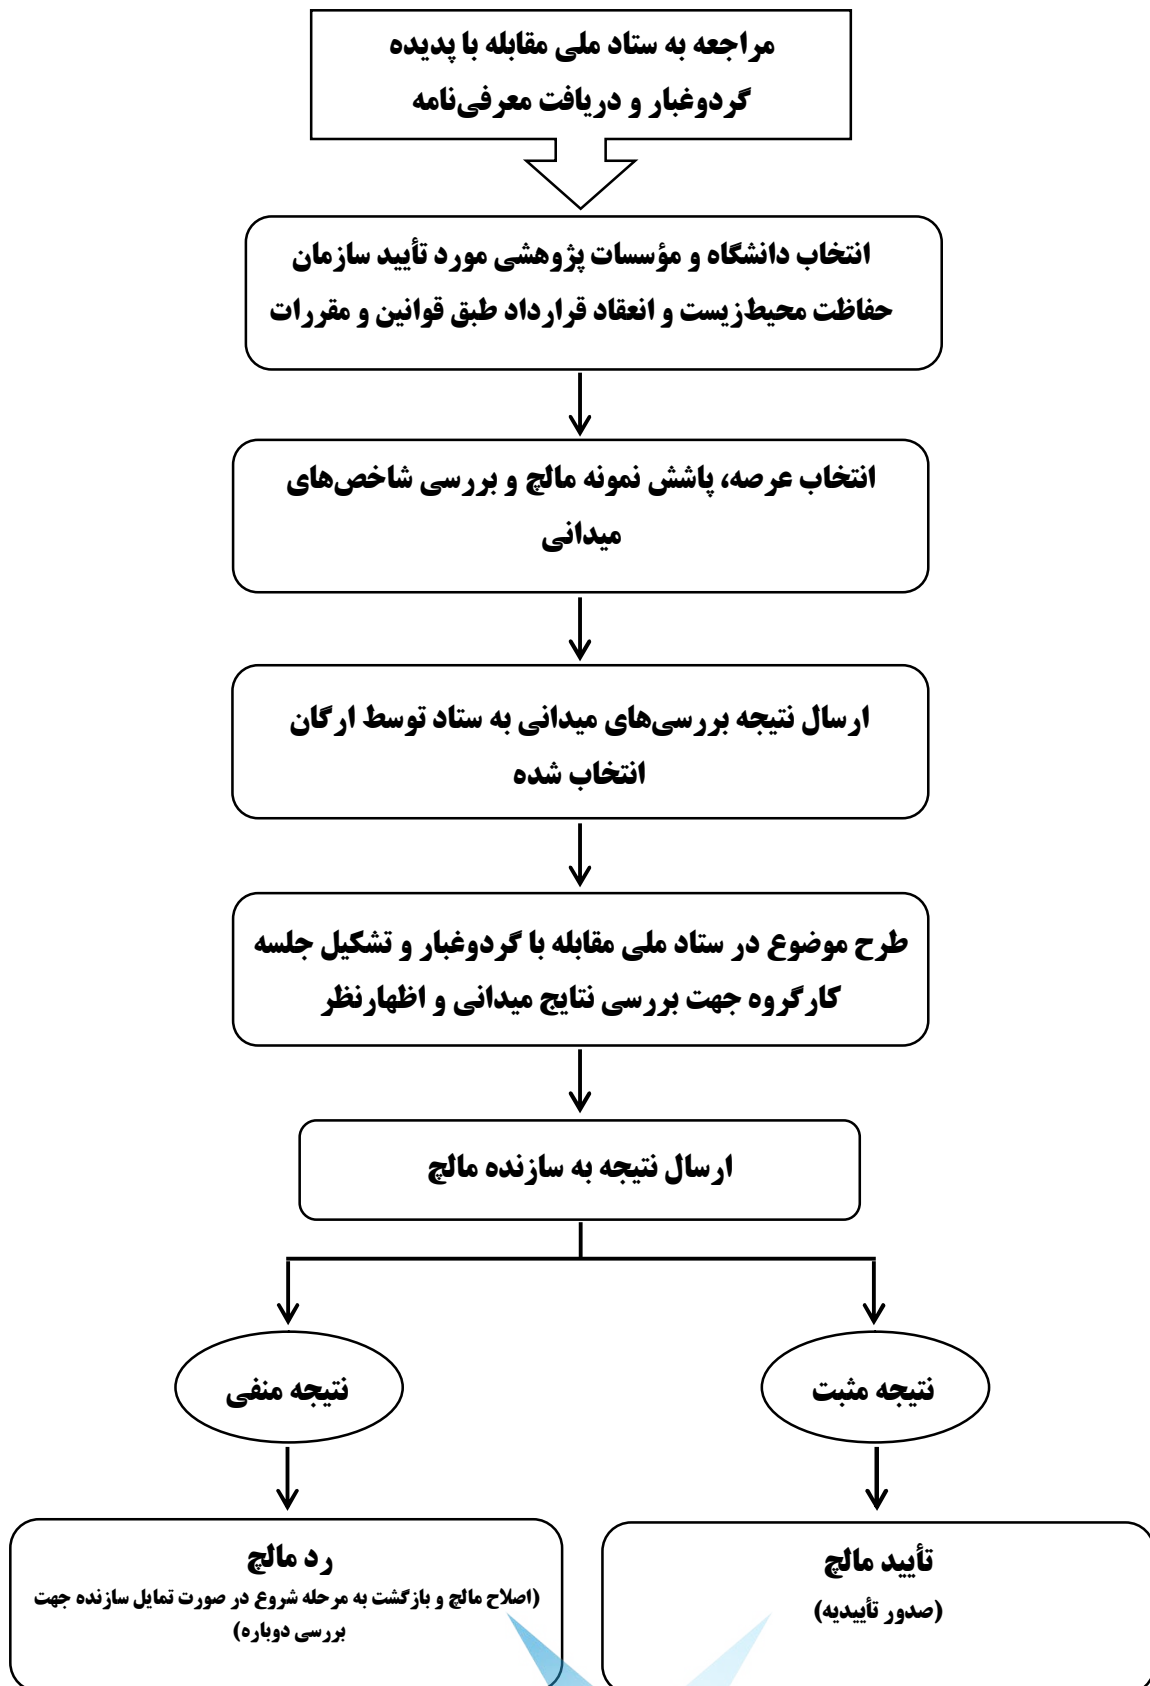 مراجعه به ستاد ملی مقابله با پدیده
گردوغبار و دریافت معرفی‌نامه
انتخاب دانشگاه و مؤسسات پژوهشی مورد تأیید سازمان
حفاظت محیط‌زیست و انعقاد قرارداد طبق قوانین و مقررات
انتخاب عرصه، پاشش نمونه مالچ و بررسی شاخص‌های
میدانی
ارسال نتیجه بررسی‌های میدانی به ستاد توسط ارگان
انتخاب شده
طرح موضوع در ستاد ملی مقابله با گردوغبار و تشکیل جلسه
کارگروه جهت بررسی نتایج میدانی و اظهارنظر
ارسال نتیجه به سازنده مالچ
نتیجه مثبت
نتیجه منفی
تأیید مالچ
(صدور تأییدیه)
رد مالچ
(اصلاح مالچ و بازگشت به مرحله شروع در صورت تمایل سازنده جهت
بررسی دوباره)